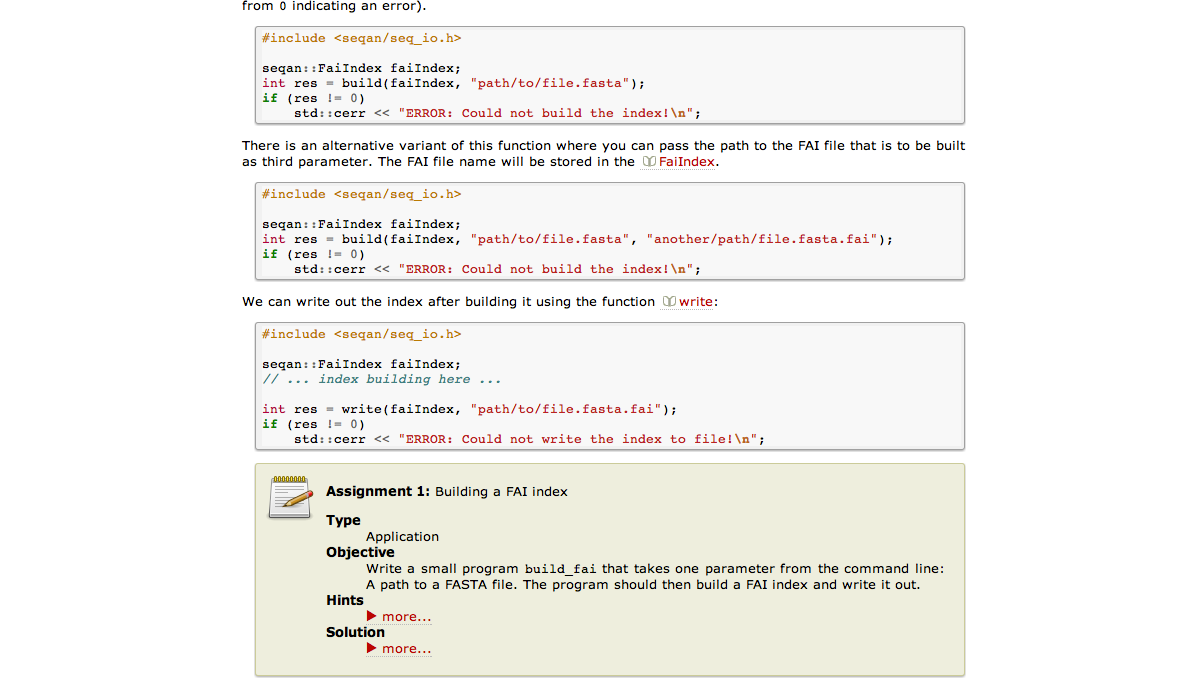 from 0 indicating an error).
#include <seqan/seq_io.h>
seqan::FaiIndex faiIndex;
int res = build(faiIndex, "path/to/file.fasta");
if (res != 0)
std::cerr << "ERROR: Could not build the index!\n";
There is an alternative variant of this function where you can pass the path to the FAI file that is to be built
as third parameter. The FAI file name will be stored in the FaiIndex.
#include <seqan/seq_io.h>
seqan::FaiIndex faiIndex;
int res = build(faiIndex, "path/to/file.fasta", "another/path/file.fasta.fai");
if (res != 0)
std::cerr << "ERROR: Could not build the index!\n";
We can write out the index after building it using the function write:
#include <seqan/seq_io.h>
seqan::FaiIndex faiIndex;
// ... index building here ...
int res = write(faiIndex, "path/to/file.fasta.fai");
if (res != 0)
std::cerr << "ERROR: Could not write the index to file!\n";
Assignment 1: Building a FAI index
Type
Application
Objective
Write a small program build_fai that takes one parameter from the command line:
A path to a FASTA file. The program should then build a FAI index and write it out.
Hints
more...
Solution
more...